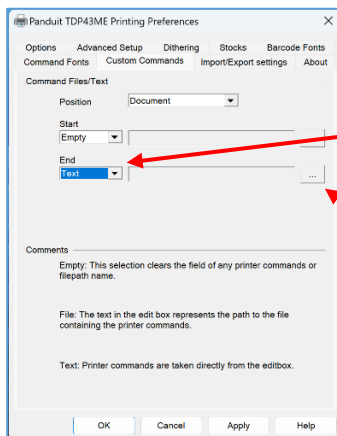 Panduit TDP43ME Printing Preferences
Options Advanced Setup Dithering Stocks Barcode Fonts
Command Fonts Custom Commands Import/Export settings About
Command Files/Text
Position Document
Start
Empty
End
Text ...
Comments
Empty: This selection clears the field of any printer commands or
filepath name.
File: The text in the edit box represents the path to the file
containing the printer commands.
Text: Printer commands are taken directly from the editbox.
OK Cancel Apply Help